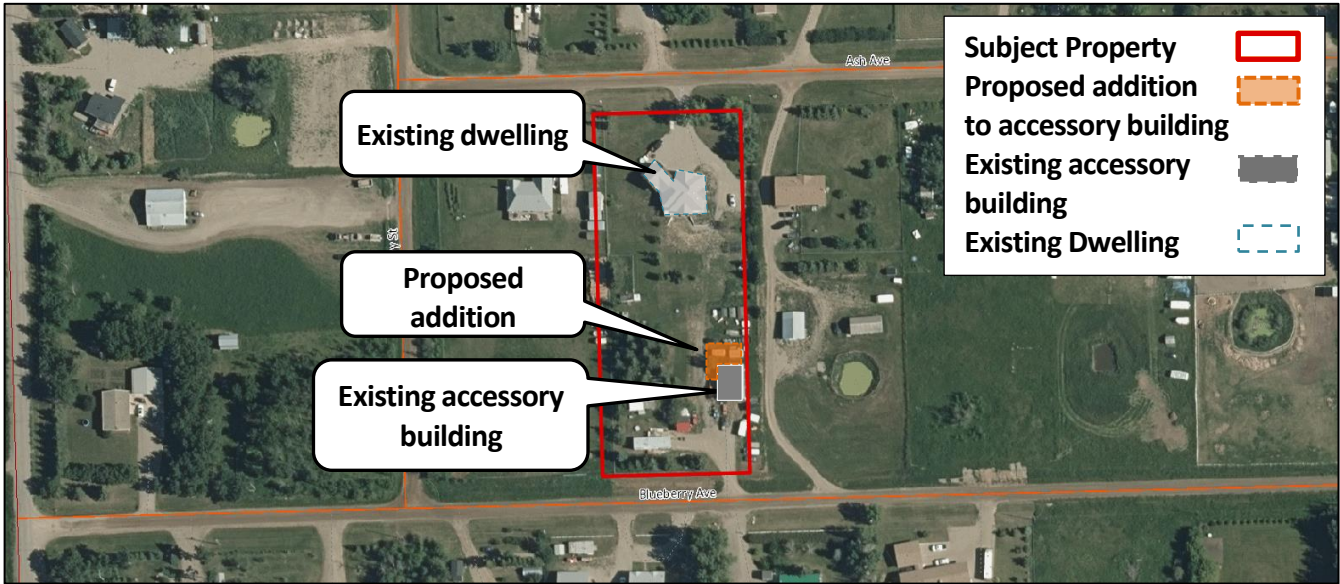 Subject Property
Proposed addition
to accessory building
Existing accessory
building
Existing Dwelling
Ash Ave
Existing dwelling
Proposed
addition
Existing accessory
building
Blueberry Ave